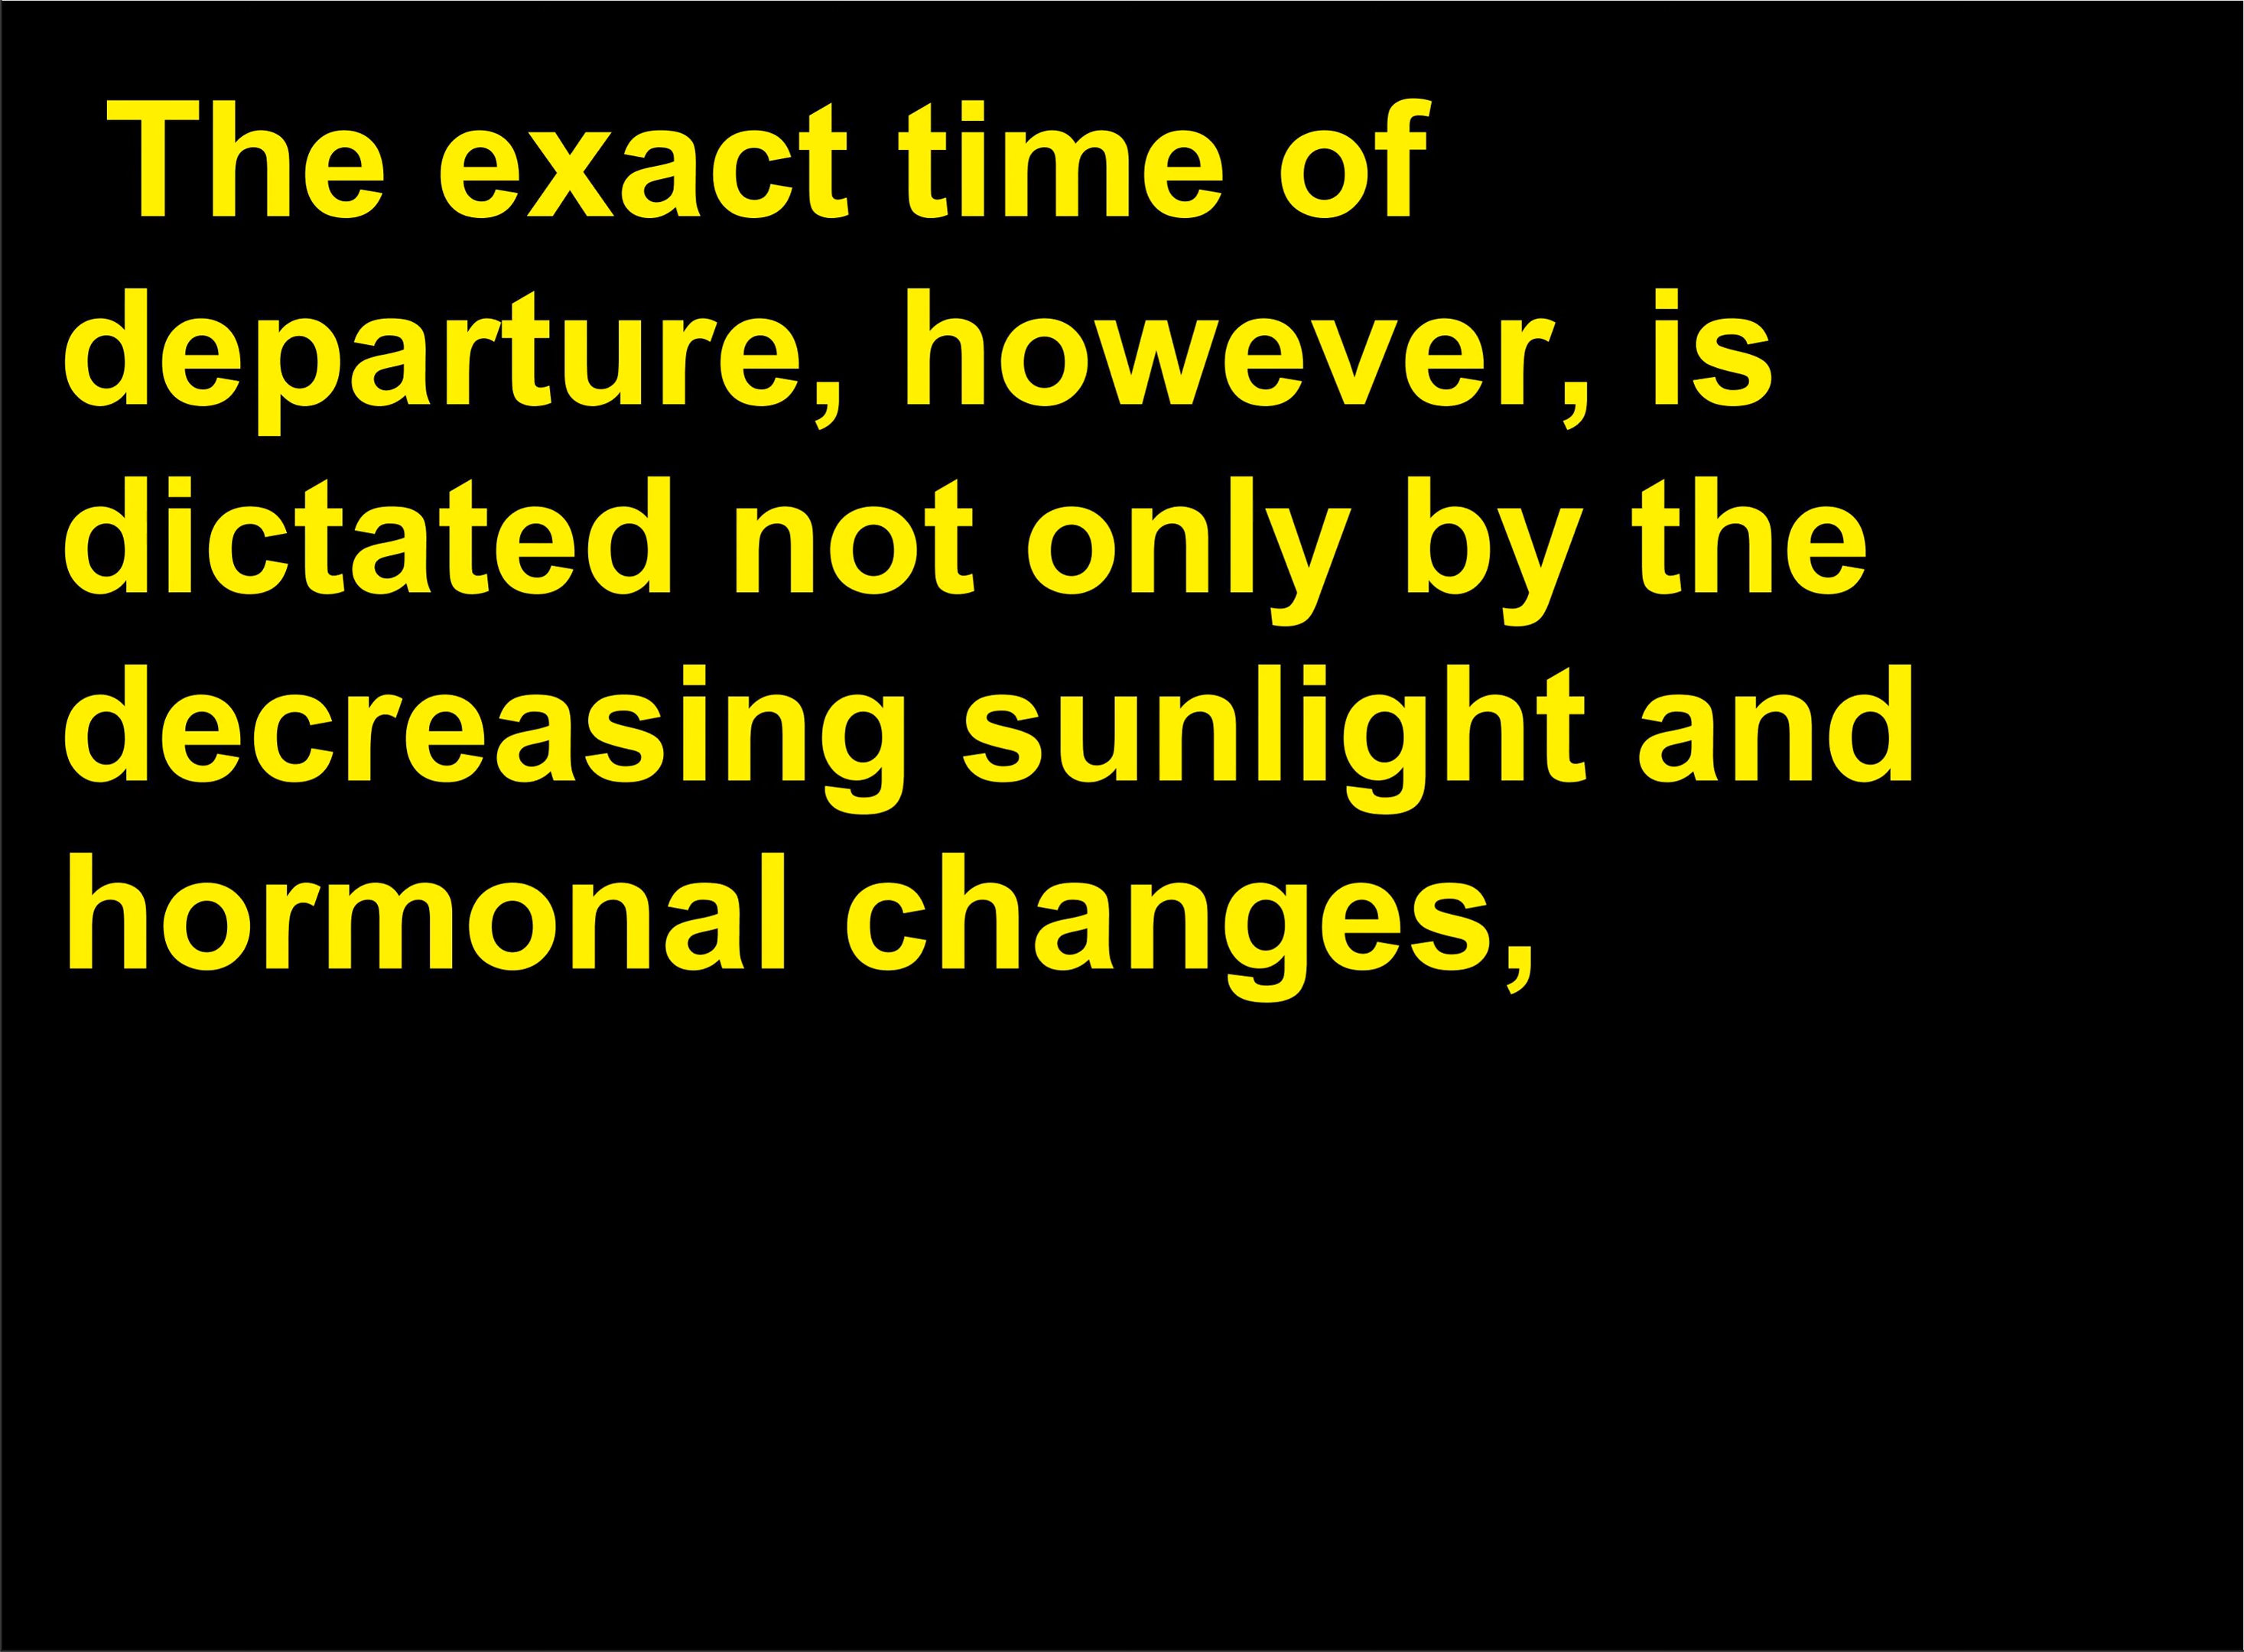 The exact time of
departure, however, is
dictated not only by the
decreasing sunlight and
hormonal changes,